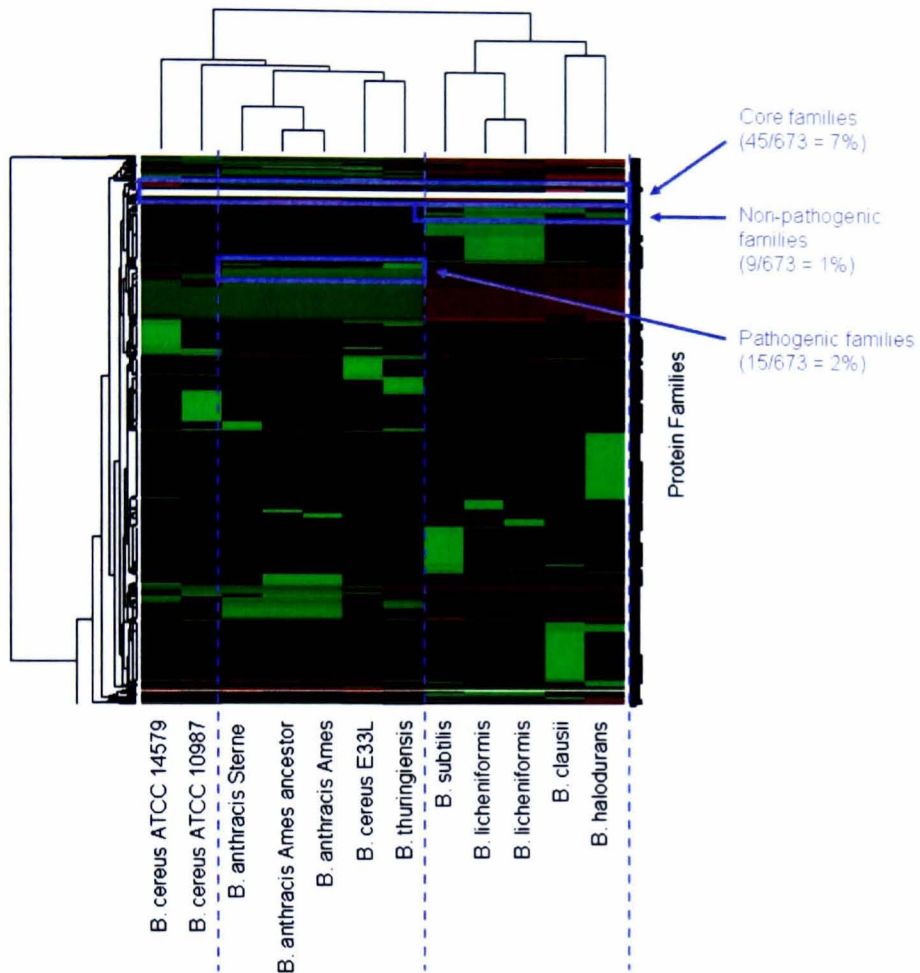 Core families
(45/673 = 7%)
Non-pathogenic
families
(9/673 = 1%)
Pathogenic families
(15/673 = 2%)
Protein Families
B. cereus ATCC 14579
B. cereus ATCC 10987
B. anthracis Sterne
B. anthracis Ames ancestor
B. anthracis Ames
B. cereus E33L
B. thuringiensis
B. subtilis
B. licheniformis
B. licheniformis
B. clausii
B. halodurans